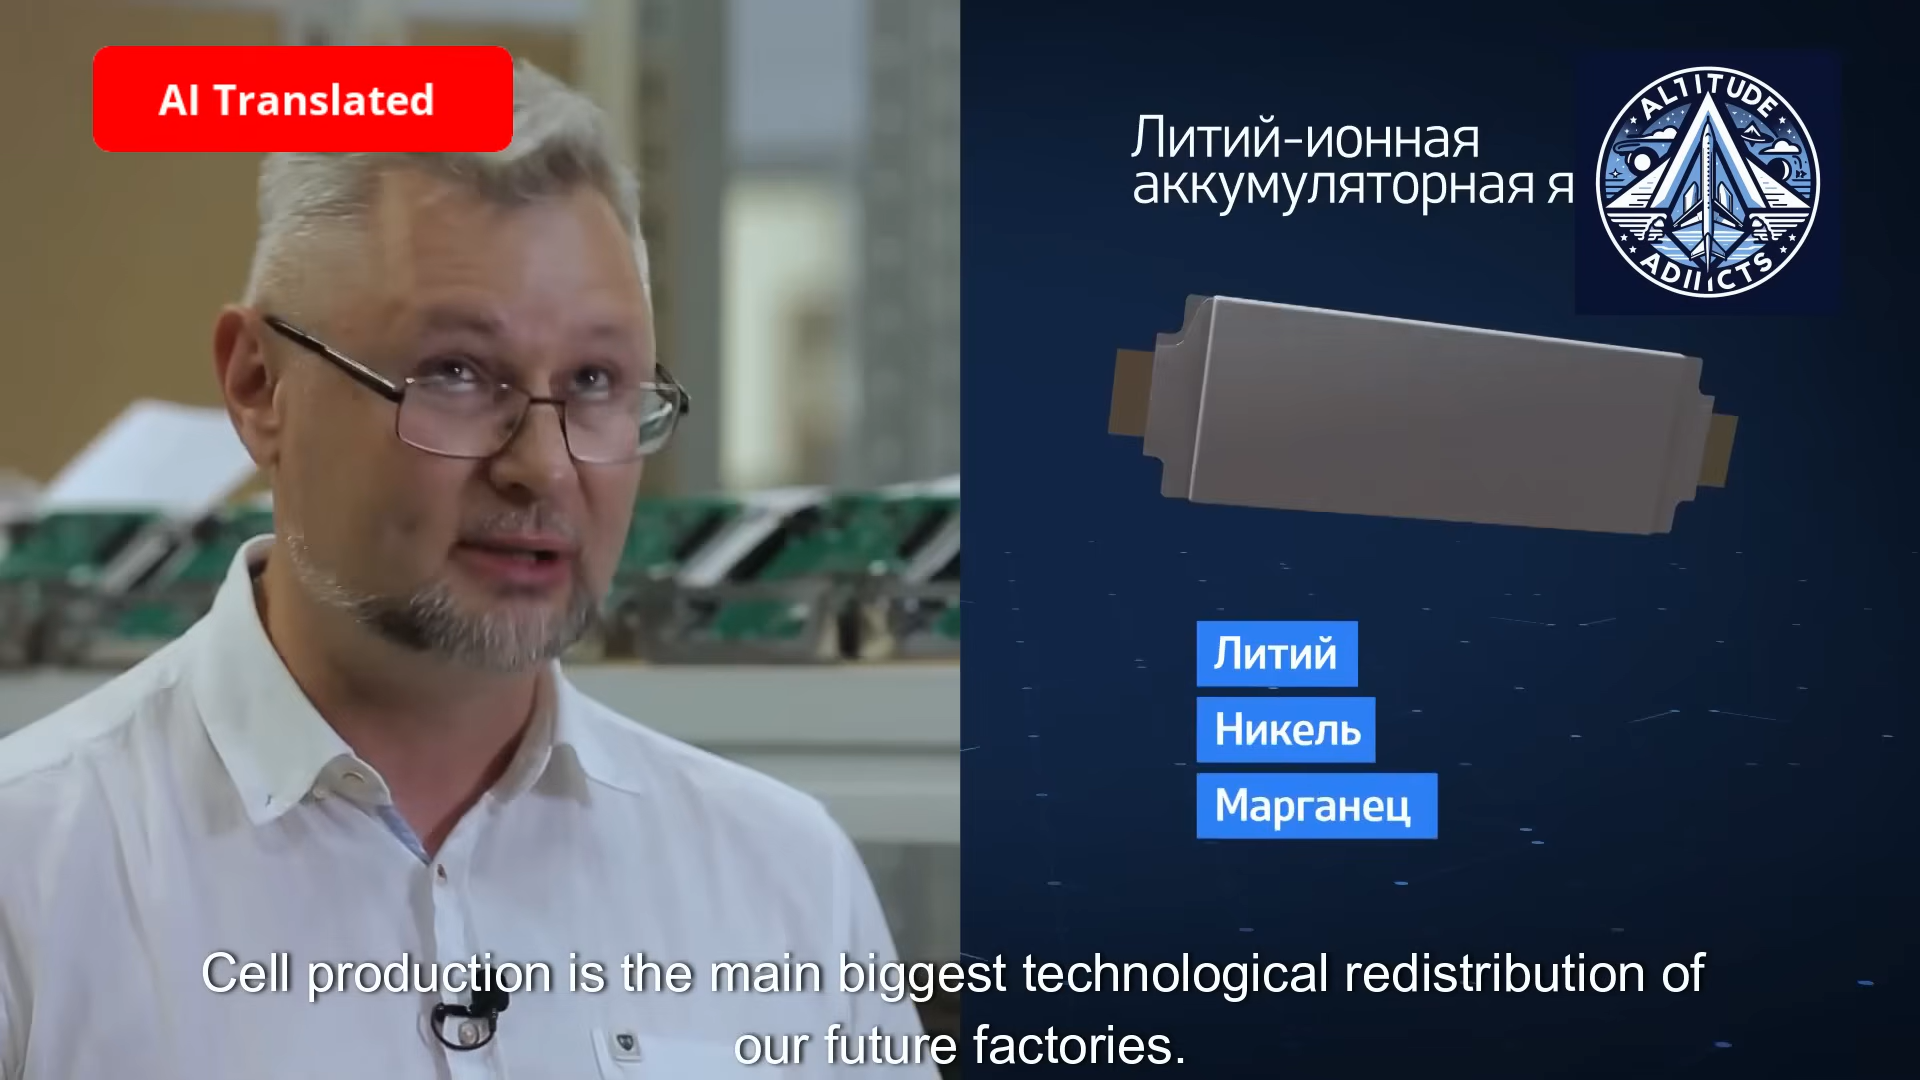 AI Translated
Литий-ионная
аккумуляторная я
ALTITUDE
ADIICTS
Литий
Никель
Марганец
Cell production is the main biggest technological redistribution of
our future factories.